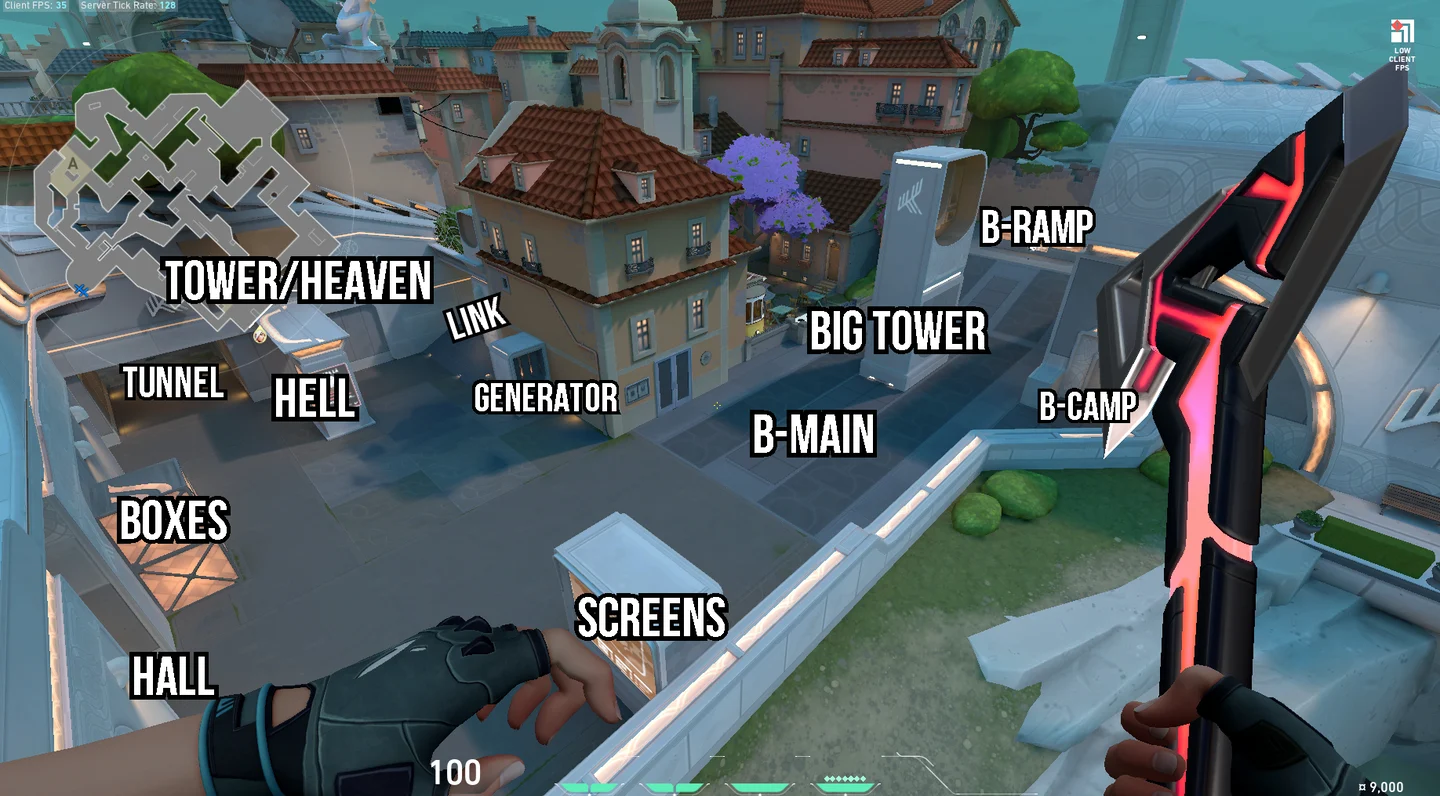 Client FPS: 35 Server Tick Rate: 128
LOW
CLIENT
FPS
A
B-RAMP
TOWER/HEAVEN
LINK
BIG TOWER
TUNNEL
HELL
GENERATOR
B-CAMP
B-MAIN
BOXES
SCREENS
HALL
100
¤ 9,000